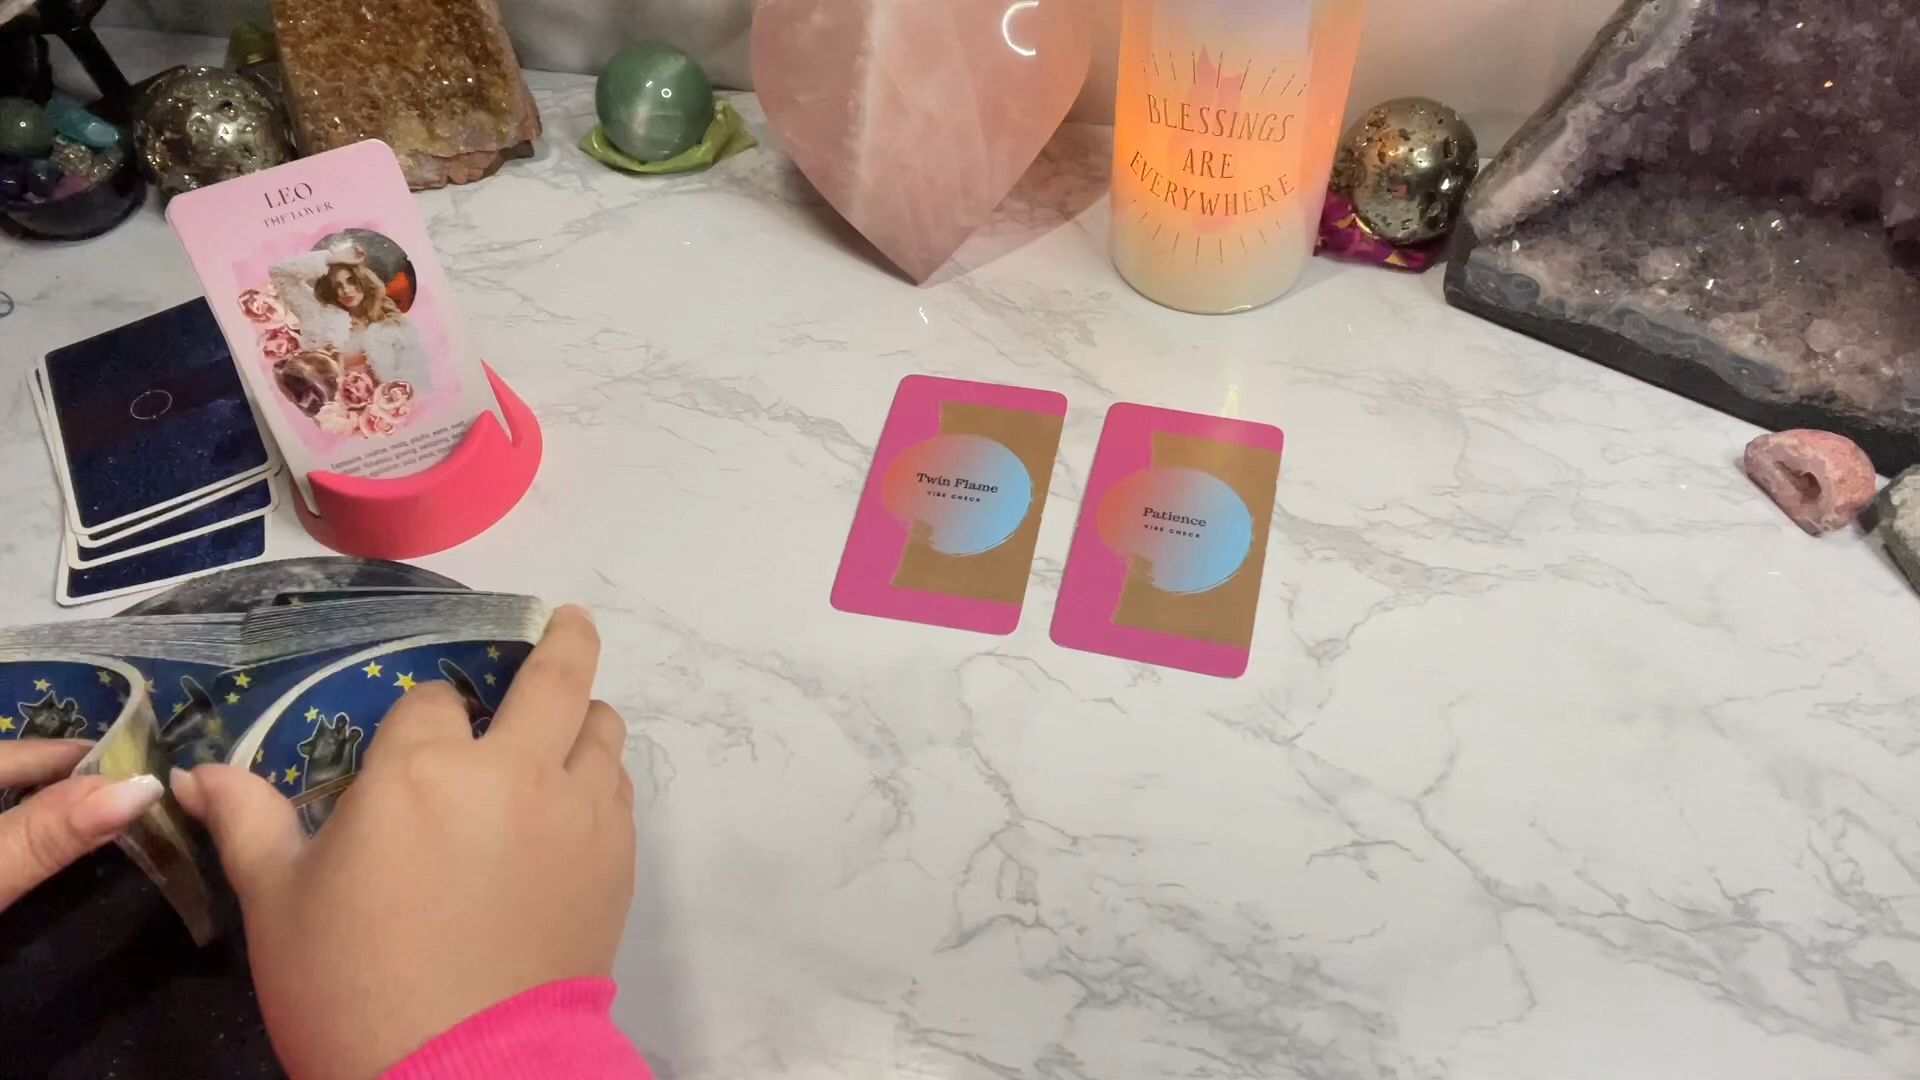 LEO
THE LOVER
BLESSINGS
ARE
EVERYWHERE
Twin Flame
VIBE CHECK
Patience
VIBE CHECK